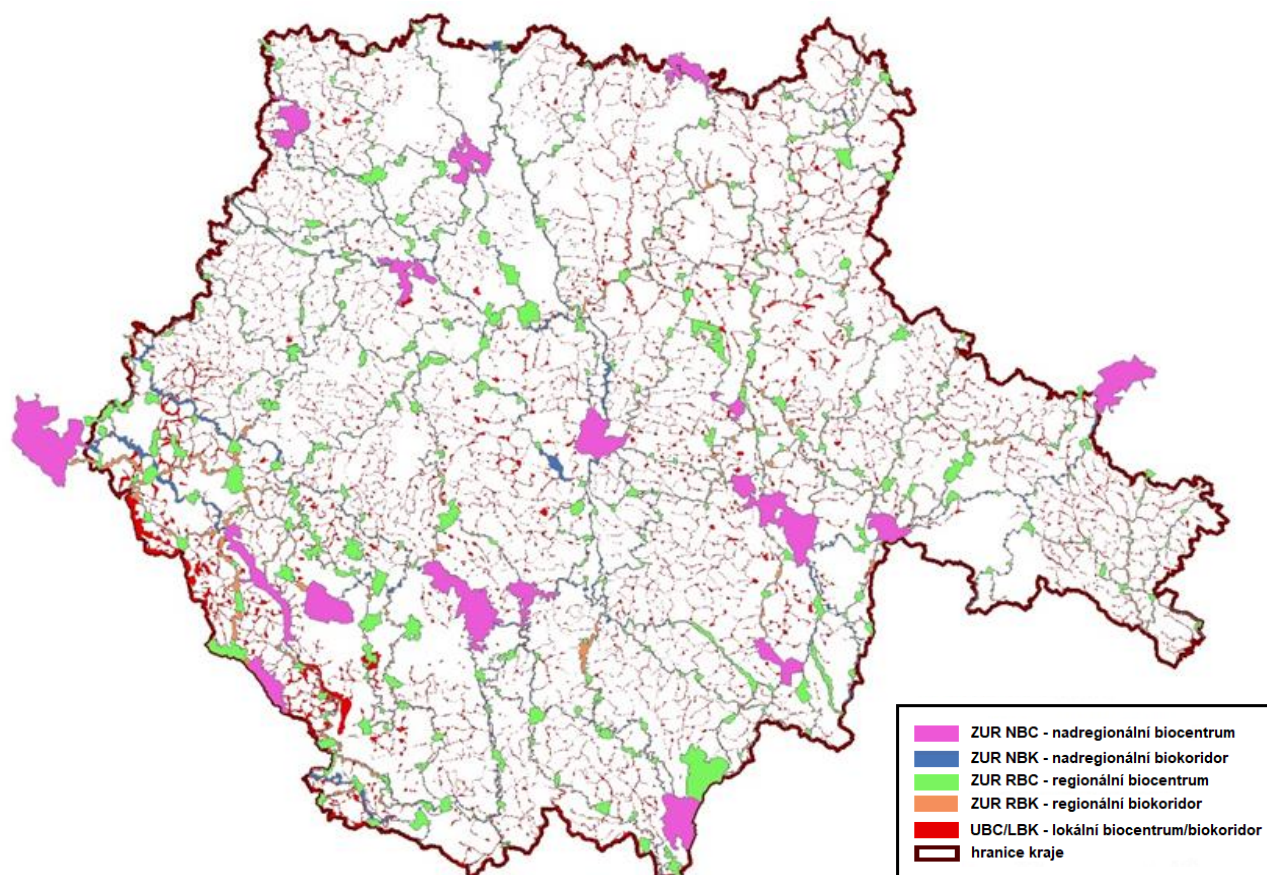 ZUR NBC - nadregionální biocentrum
ZUR NBK - nadregionální biokoridor
ZUR RBC - regionální biocentrum
ZUR RBK - regionální biokoridor
UBC/LBK - lokální biocentrum/biokoridor
hranice kraje